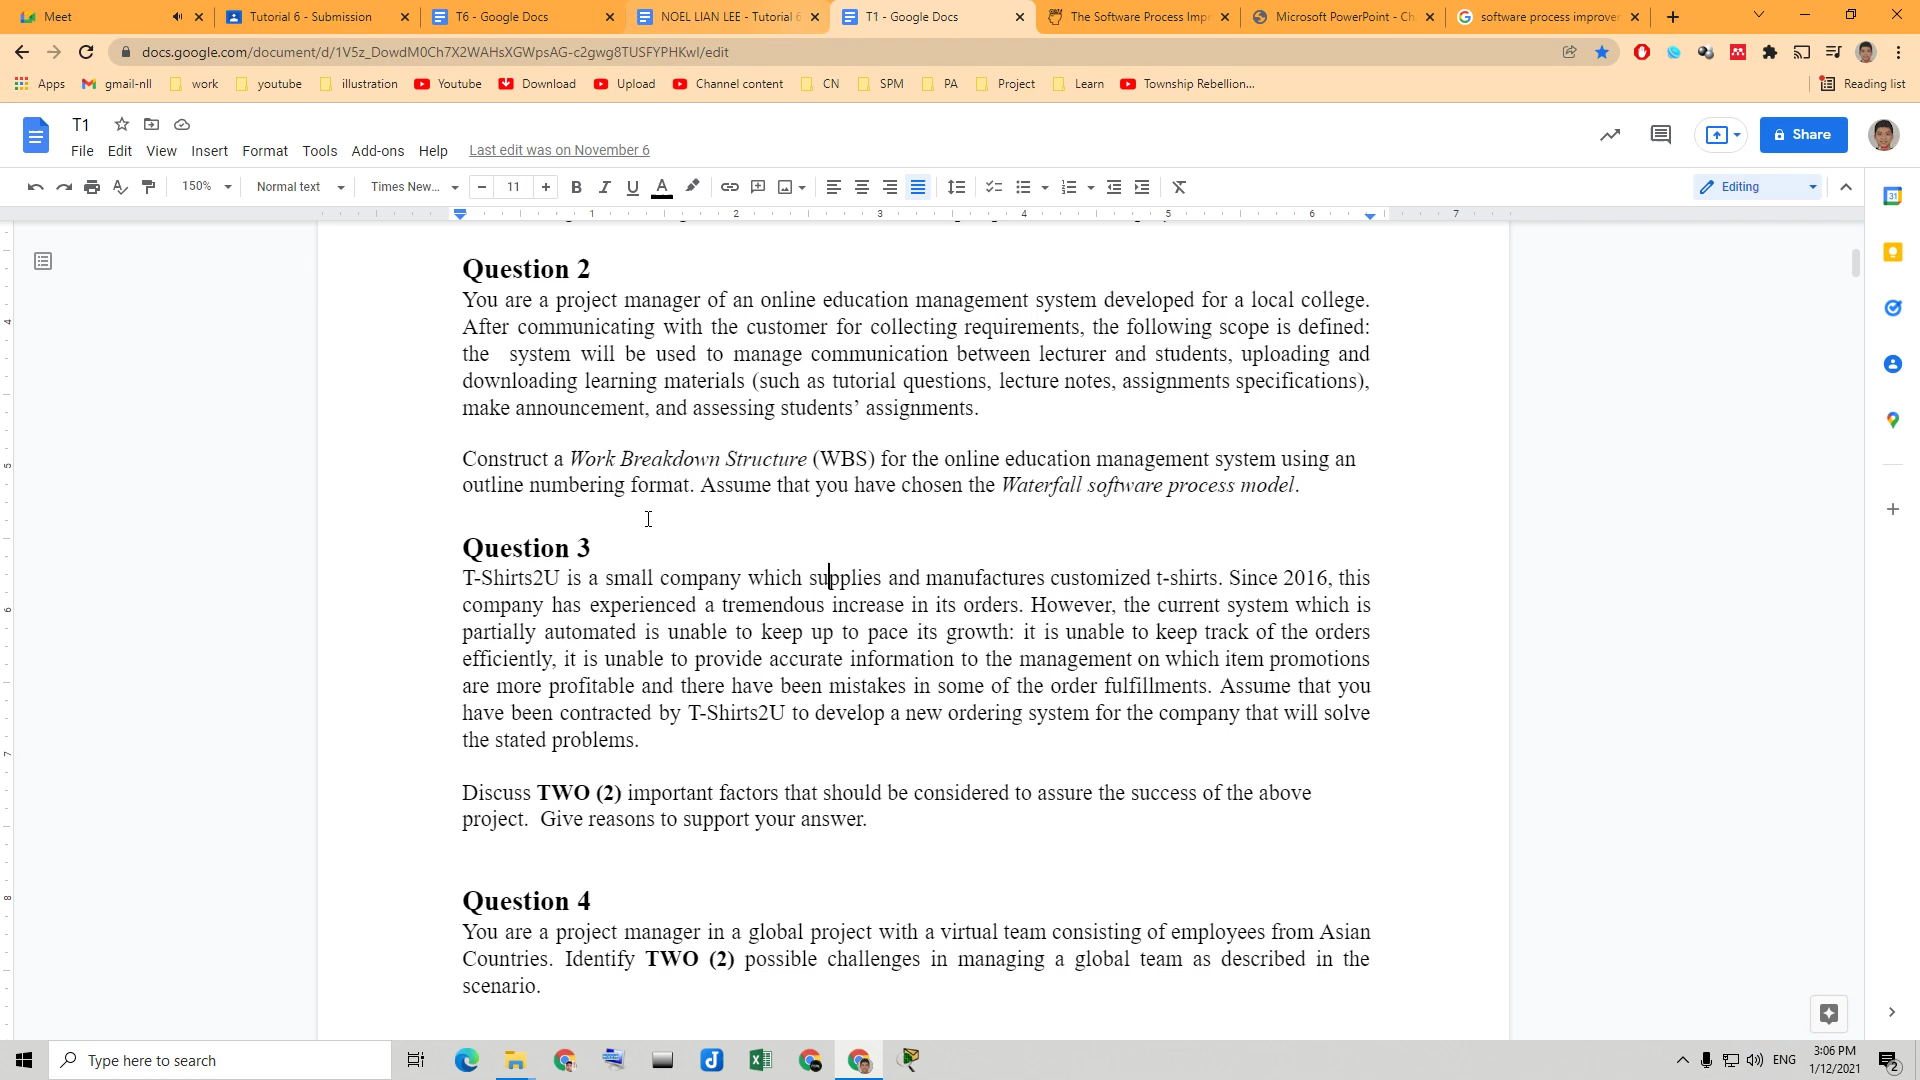 Meet
Tutorial 6 - Submission
T6 - Google Docs
NOEL LIAN LEE - Tutorial 6
T1 - Google Docs
The Software Process Imp
Microsoft PowerPoint - Ch
software process improver
docs.google.com/document/d/1V5z_DowdM0Ch7X2WAHsXGWpsAG-c2gwg8TUSFYPHKwI/edit
Apps
gmail-nll
work
youtube
illustration
Youtube
Download
Upload
Channel content
CN
SPM
PA
Project
Learn
Township Rebellion...
Reading list
T1
File Edit View Insert Format Tools Add-ons Help
Last edit was on November 6
Share
150%
Normal text
Times New...
11
Editing
1 2 3 4 5 6 7
Question 2
You are a project manager of an online education management system developed for a local college.
After communicating with the customer for collecting requirements, the following scope is defined:
the system will be used to manage communication between lecturer and students, uploading and
downloading learning materials (such as tutorial questions, lecture notes, assignments specifications),
make announcement, and assessing students’ assignments.
Construct a Work Breakdown Structure (WBS) for the online education management system using an
outline numbering format. Assume that you have chosen the Waterfall software process model.
Question 3
T-Shirts2U is a small company which supplies and manufactures customized t-shirts. Since 2016, this
company has experienced a tremendous increase in its orders. However, the current system which is
partially automated is unable to keep up to pace its growth: it is unable to keep track of the orders
efficiently, it is unable to provide accurate information to the management on which item promotions
are more profitable and there have been mistakes in some of the order fulfillments. Assume that you
have been contracted by T-Shirts2U to develop a new ordering system for the company that will solve
the stated problems.
Discuss TWO (2) important factors that should be considered to assure the success of the above
project. Give reasons to support your answer.
Question 4
You are a project manager in a global project with a virtual team consisting of employees from Asian
Countries. Identify TWO (2) possible challenges in managing a global team as described in the
scenario.
Type here to search
ENG
3:06 PM
1/12/2021
2